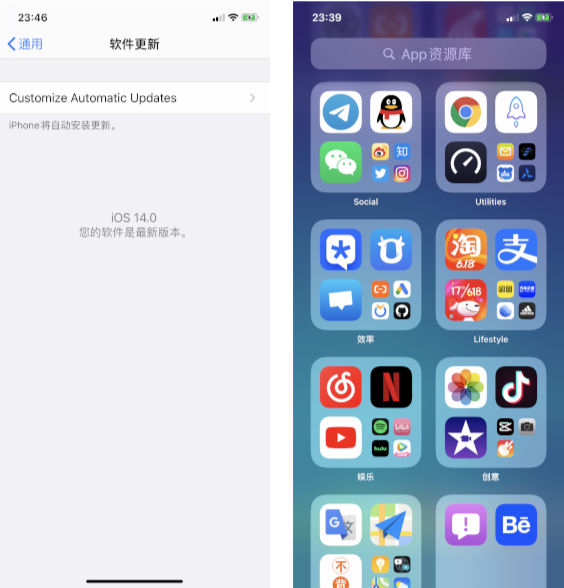 23:46
通用
软件更新
Customize Automatic Updates
iPhone将自动安装更新。
iOS 14.0
您的软件是最新版本。
23:39
App资源库
知
Social
Utilities
淘
6.18
支
17/618
效率
Lifestyle
N
hulu
娱乐
创意
G
文
不
背
Bē